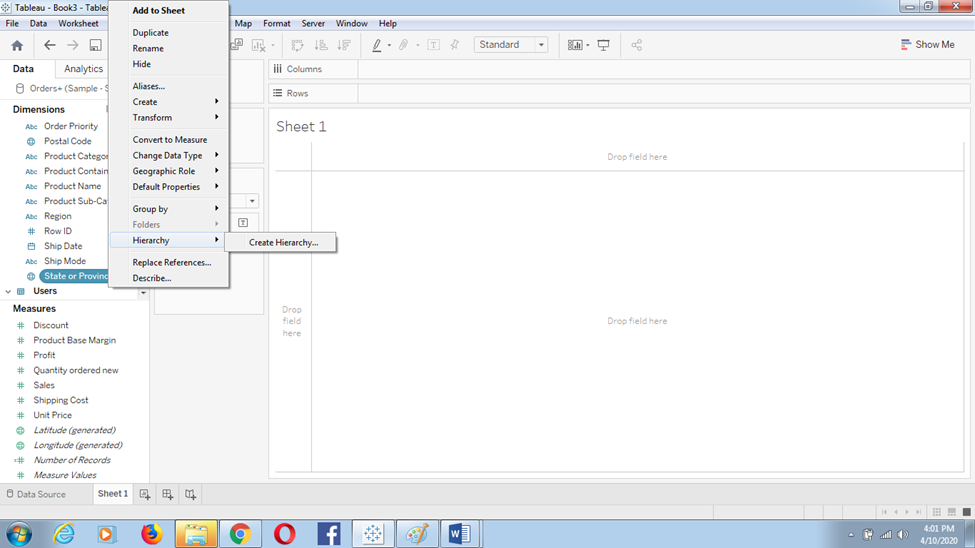 Tableau - Book3 - Tablea
File Data Worksheet Map Format Server Window Help
Standard
Show Me
Data Analytics
Orders+ (Sample - S
Dimensions
Abc Order Priority
Postal Code
Abc Product Catego
Abc Product Contain
Abc Product Name
Abc Product Sub-Cat
Abc Region
Row ID
Ship Date
Abc Ship Mode
State or Provinc
Users
Measures
Discount
Product Base Margin
Profit
Quantity ordered new
Sales
Shipping Cost
Unit Price
Latitude (generated)
Longitude (generated)
Number of Records
Measure Values
Add to Sheet
Duplicate
Rename
Hide
Aliases...
Create
Transform
Convert to Measure
Change Data Type
Geographic Role
Default Properties
Group by
Folders
Hierarchy
Create Hierarchy...
Replace References...
Describe...
T
Columns
Rows
Sheet 1
Drop field here
Drop
field
here
Drop field here
Data Source Sheet 1
4:01 PM
4/10/2020